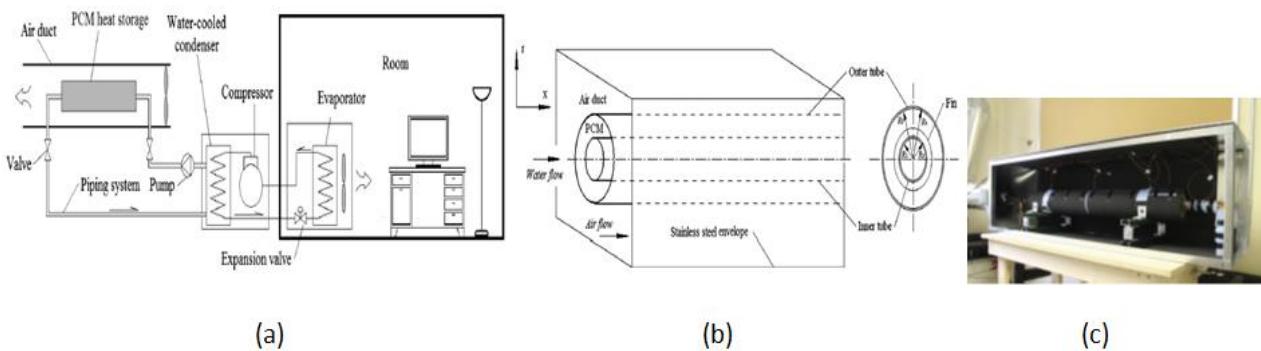 PCM heat storage
Air duct
Water-cooled
condenser
Compressor
Room
Evaporator
Valve
Pump
Piping system
Expansion valve
r
x
Air duct
PCM
Water flow
Air flow
Outer tube
Fin
Inner tube
Stainless steel envelope
(a)
(b)
(c)